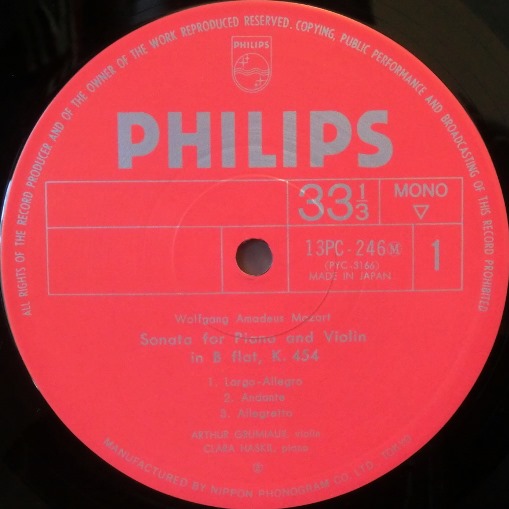 ALL RIGHTS OF THE RECORD PRODUCER AND OF THE OWNER OF THE WORK REPRODUCED RESERVED. COPYING, PUBLIC PERFORMANCE AND BROADCASTING OF THIS RECORD PROHIBITED
PHILIPS
PHILIPS
33 1/3
MONO
▽
13PC-246Ⓜ
(PYC-3166)
MADE IN JAPAN
1
Wolfgang Amadeus Mozart
Sonata for Piano and Violin
in B flat, K. 454
1. Largo-Allegro
2. Andante
3. Allegretto
ARTHUR GRUMIAUX, violin
CLARA HASKIL, piano
Ⓟ
MANUFACTURED BY NIPPON PHONOGRAM CO., LTD. TOKYO